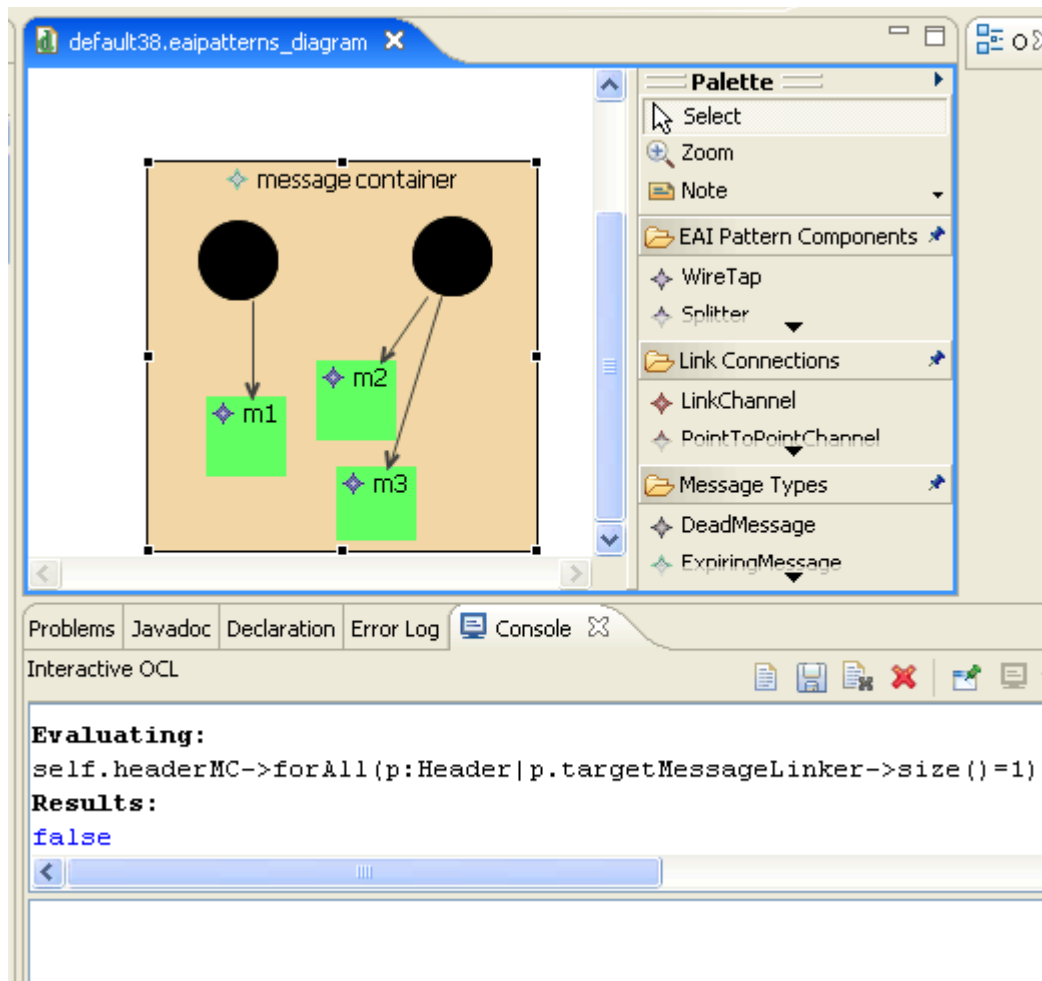 default38.eaipatterns_diagram
Palette
Select
Zoom
Note
EAI Pattern Components
WireTap
Splitter
Link Connections
LinkChannel
PointToPointChannel
Message Types
DeadMessage
ExpiringMessage
message container
m1
m2
m3
Problems Javadoc Declaration Error Log Console
Interactive OCL
Evaluating:
self.headerMC->forAll(p:Header|p.targetMessageLinker->size()=1)
Results:
false